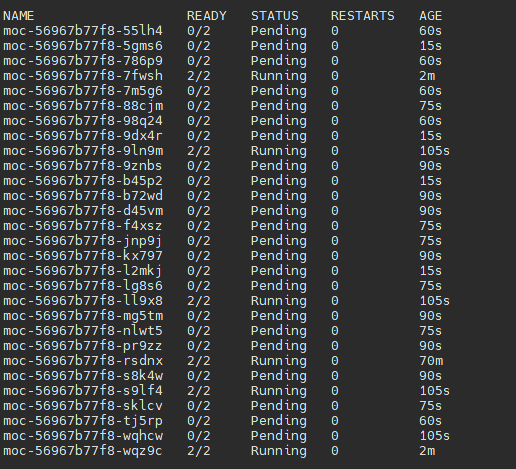 NAME READY STATUS RESTARTS AGE
moc-56967b77f8-55lh4 0/2 Pending 0 60s
moc-56967b77f8-5gms6 0/2 Pending 0 15s
moc-56967b77f8-786p9 0/2 Pending 0 60s
moc-56967b77f8-7fwsh 2/2 Running 0 2m
moc-56967b77f8-7m5g6 0/2 Pending 0 60s
moc-56967b77f8-88cjm 0/2 Pending 0 75s
moc-56967b77f8-98q24 0/2 Pending 0 60s
moc-56967b77f8-9dx4r 0/2 Pending 0 15s
moc-56967b77f8-9ln9m 2/2 Running 0 105s
moc-56967b77f8-9znbs 0/2 Pending 0 90s
moc-56967b77f8-b45p2 0/2 Pending 0 15s
moc-56967b77f8-b72wd 0/2 Pending 0 90s
moc-56967b77f8-d45vm 0/2 Pending 0 90s
moc-56967b77f8-f4xsz 0/2 Pending 0 75s
moc-56967b77f8-jnp9j 0/2 Pending 0 75s
moc-56967b77f8-kx797 0/2 Pending 0 90s
moc-56967b77f8-l2mkj 0/2 Pending 0 15s
moc-56967b77f8-lg8s6 0/2 Pending 0 75s
moc-56967b77f8-ll9x8 2/2 Running 0 105s
moc-56967b77f8-mg5tm 0/2 Pending 0 90s
moc-56967b77f8-nlwt5 0/2 Pending 0 75s
moc-56967b77f8-pr9zz 0/2 Pending 0 90s
moc-56967b77f8-rsdnx 2/2 Running 0 70m
moc-56967b77f8-s8k4w 0/2 Pending 0 90s
moc-56967b77f8-s9lf4 2/2 Running 0 105s
moc-56967b77f8-sklcv 0/2 Pending 0 75s
moc-56967b77f8-tj5rp 0/2 Pending 0 60s
moc-56967b77f8-wqhcw 0/2 Pending 0 105s
moc-56967b77f8-wqz9c 2/2 Running 0 2m